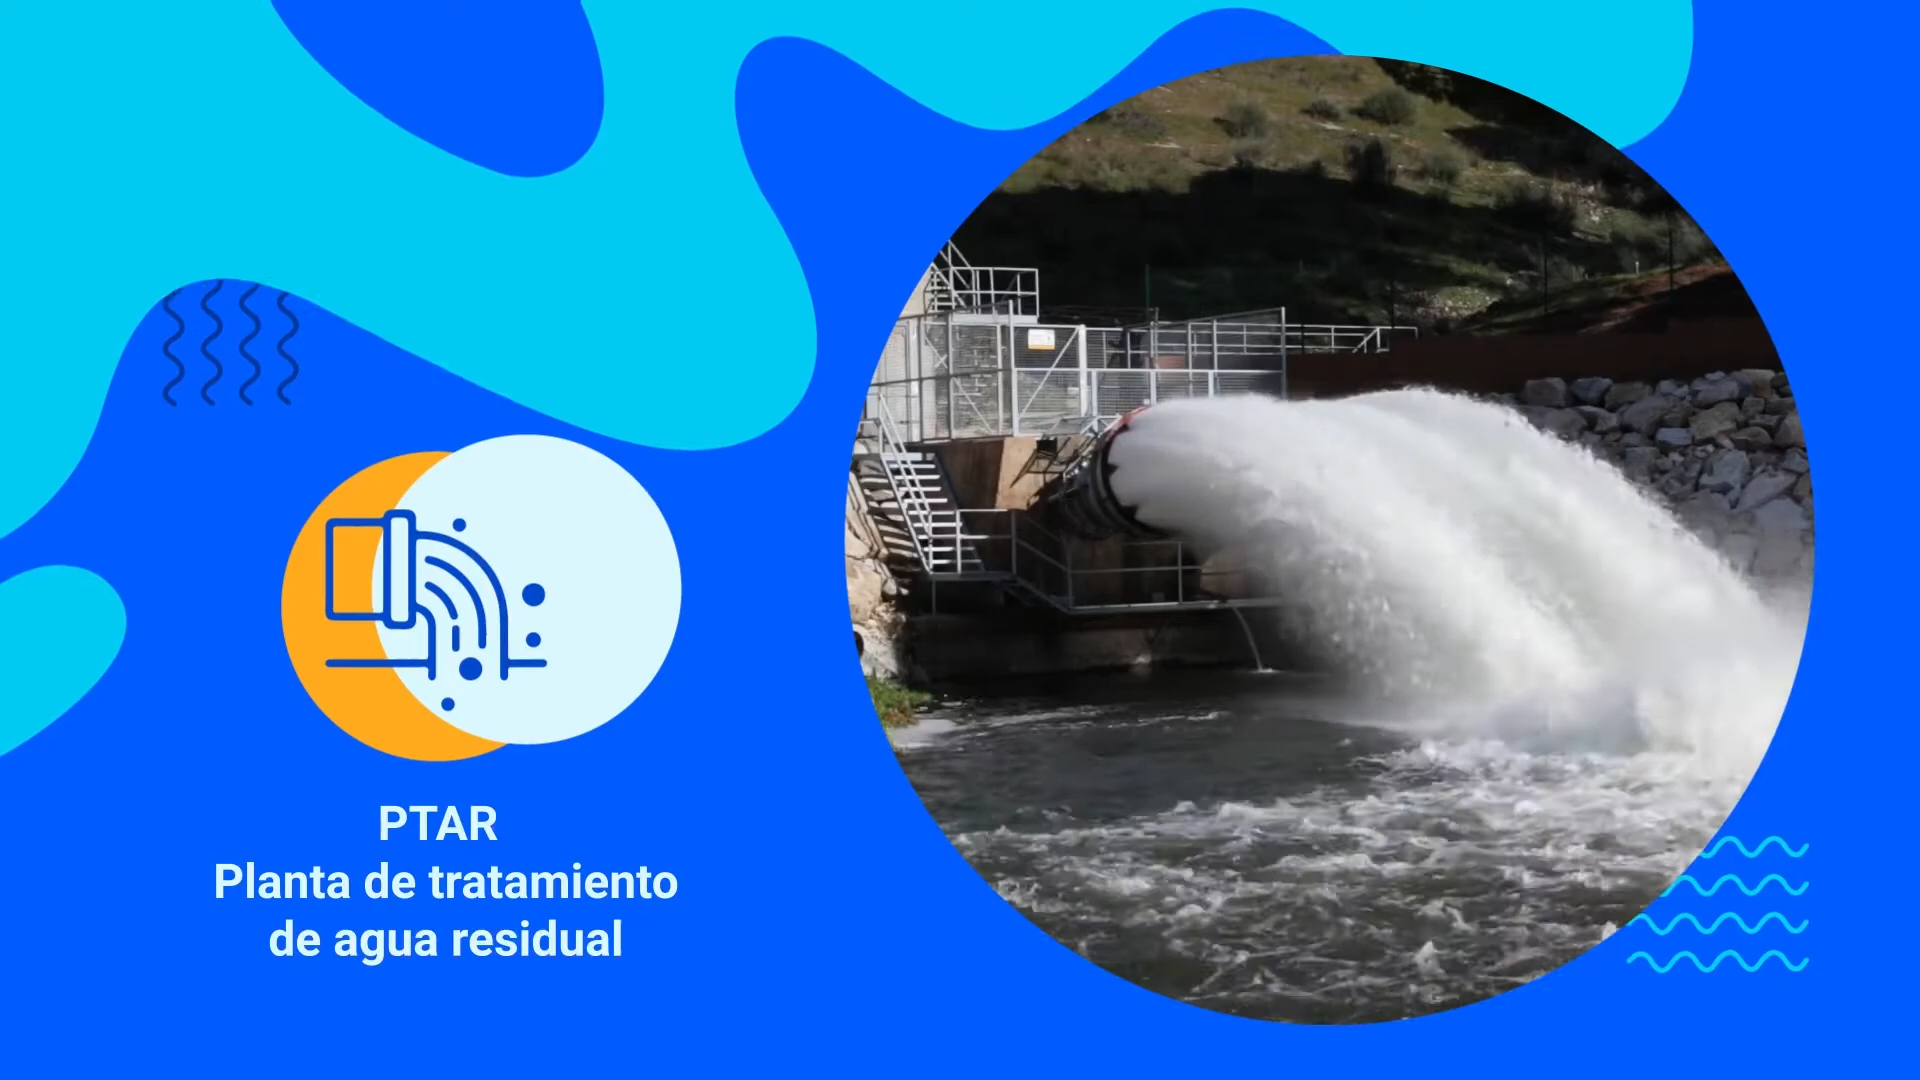 PTAR
Planta de tratamiento
de agua residual